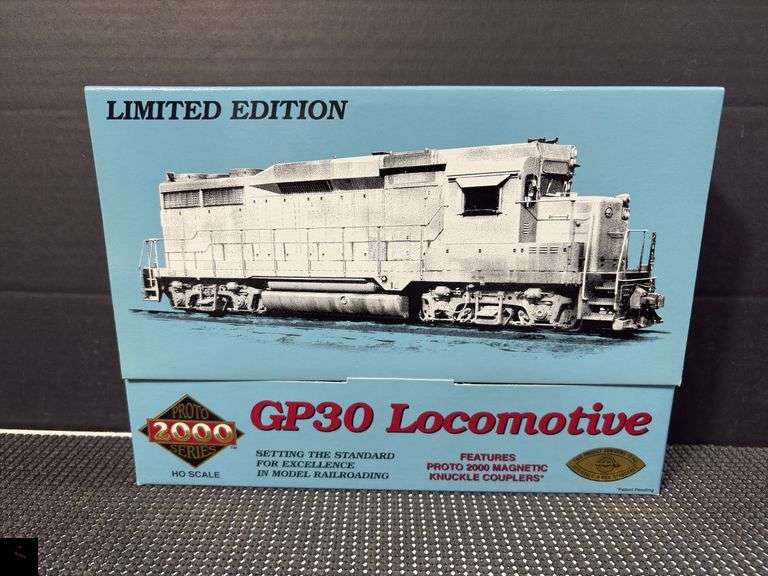 LIMITED EDITION
PROTO
2000
SERIES
HO SCALE
GP30 Locomotive
SETTING THE STANDARD
FOR EXCELLENCE
IN MODEL RAILROADING
FEATURES
PROTO 2000 MAGNETIC
KNUCKLE COUPLERS*
*Patent Pending